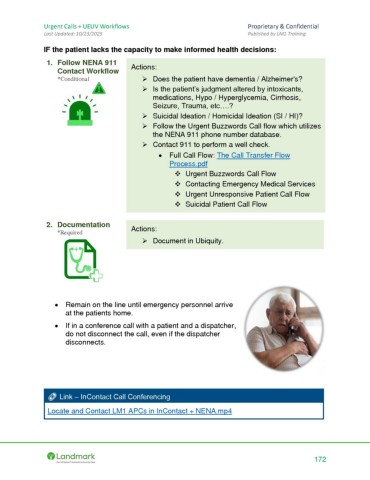 Urgent Calls + UEUV Workflows
Proprietary & Confidential
Last Updated: 10/13/2020
Published by LM1 Training
IF the patient lacks the capacity to make informed health decisions:
1. Follow NENA 911
Contact Workflow
*Conditional
Actions:
➢ Does the patient have dementia / Alzheimer's?
➢ Is the patient's judgment altered by intoxicants,
medications, Hypo / Hyperglycemia, Cirrhosis,
Seizure, Trauma, etc.…?
➢ Suicidal Ideation / Homicidal Ideation (SI / HI)?
➢ Follow the Urgent Buzzwords Call flow which utilizes
the NENA 911 phone number database.
➢ Contact 911 to perform a well check.
• Full Call Flow: The Call Transfer Flow
Process.pdf
❖ Urgent Buzzwords Call Flow
❖ Contacting Emergency Medical Services
❖ Urgent Unresponsive Patient Call Flow
❖ Suicidal Patient Call Flow
2. Documentation
*Required
Actions:
➢ Document in Ubiquity.
• Remain on the line until emergency personnel arrive
at the patients home.
• If in a conference call with a patient and a dispatcher,
do not disconnect the call, even if the dispatcher
disconnects.
Link – InContact Call Conferencing
Locate and Contact LM1 APCs in InContact + NENA.mp4
Landmark
172